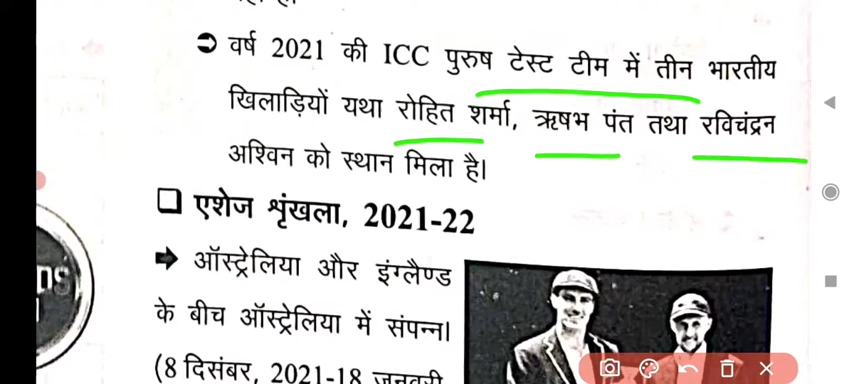 ➲ वर्ष 2021 की ICC पुरुष टेस्ट टीम में तीन भारतीय
खिलाड़ियों यथा रोहित शर्मा, ऋषभ पंत तथा रविचंद्रन
अश्विन को स्थान मिला है।
❑ एशेज श्रृंखला, 2021-22
➡ ऑस्ट्रेलिया और इंग्लैण्ड
के बीच ऑस्ट्रेलिया में संपन्न।
(8 दिसंबर, 2021-18 जनवरी